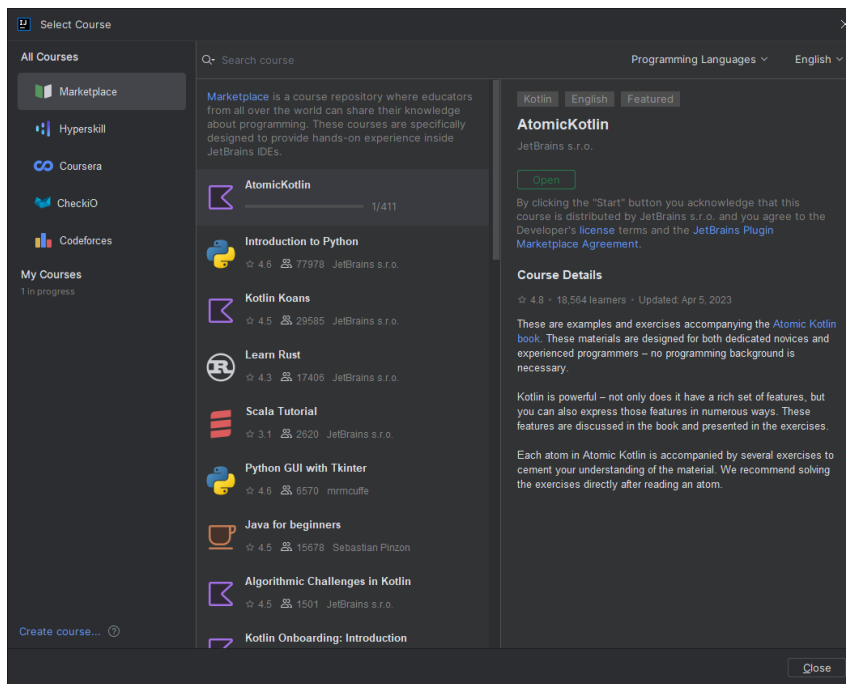 Select Course
All Courses
Marketplace
Hyperskill
Coursera
CheckiO
Codeforces
My Courses
1 in progress
Create course...
Search course
Programming Languages
English
Marketplace is a course repository where educators
from all over the world can share their knowledge
about programming. These courses are specifically
designed to provide hands-on experience inside
JetBrains IDEs.
AtomicKotlin
1/411
Introduction to Python
4.6 77978 JetBrains s.r.o.
Kotlin Koans
4.5 29585 JetBrains s.r.o.
Learn Rust
4.3 17406 JetBrains s.r.o.
Scala Tutorial
3.1 2620 JetBrains s.r.o.
Python GUI with Tkinter
4.6 6570 mrmcuffe
Java for beginners
4.5 15678 Sebastian Pinzon
Algorithmic Challenges in Kotlin
4.5 1501 JetBrains s.r.o.
Kotlin Onboarding: Introduction
Kotlin English Featured
AtomicKotlin
JetBrains s.r.o.
Open
By clicking the "Start" button you acknowledge that this
course is distributed by JetBrains s.r.o. and you agree to the
Developer's license terms and the JetBrains Plugin
Marketplace Agreement.
Course Details
4.8 • 18,564 learners • Updated: Apr 5, 2023
These are examples and exercises accompanying the Atomic Kotlin
book. These materials are designed for both dedicated novices and
experienced programmers – no programming background is
necessary.
Kotlin is powerful – not only does it have a rich set of features, but
you can also express those features in numerous ways. These
features are discussed in the book and presented in the exercises.
Each atom in Atomic Kotlin is accompanied by several exercises to
cement your understanding of the material. We recommend solving
the exercises directly after reading an atom.
Close